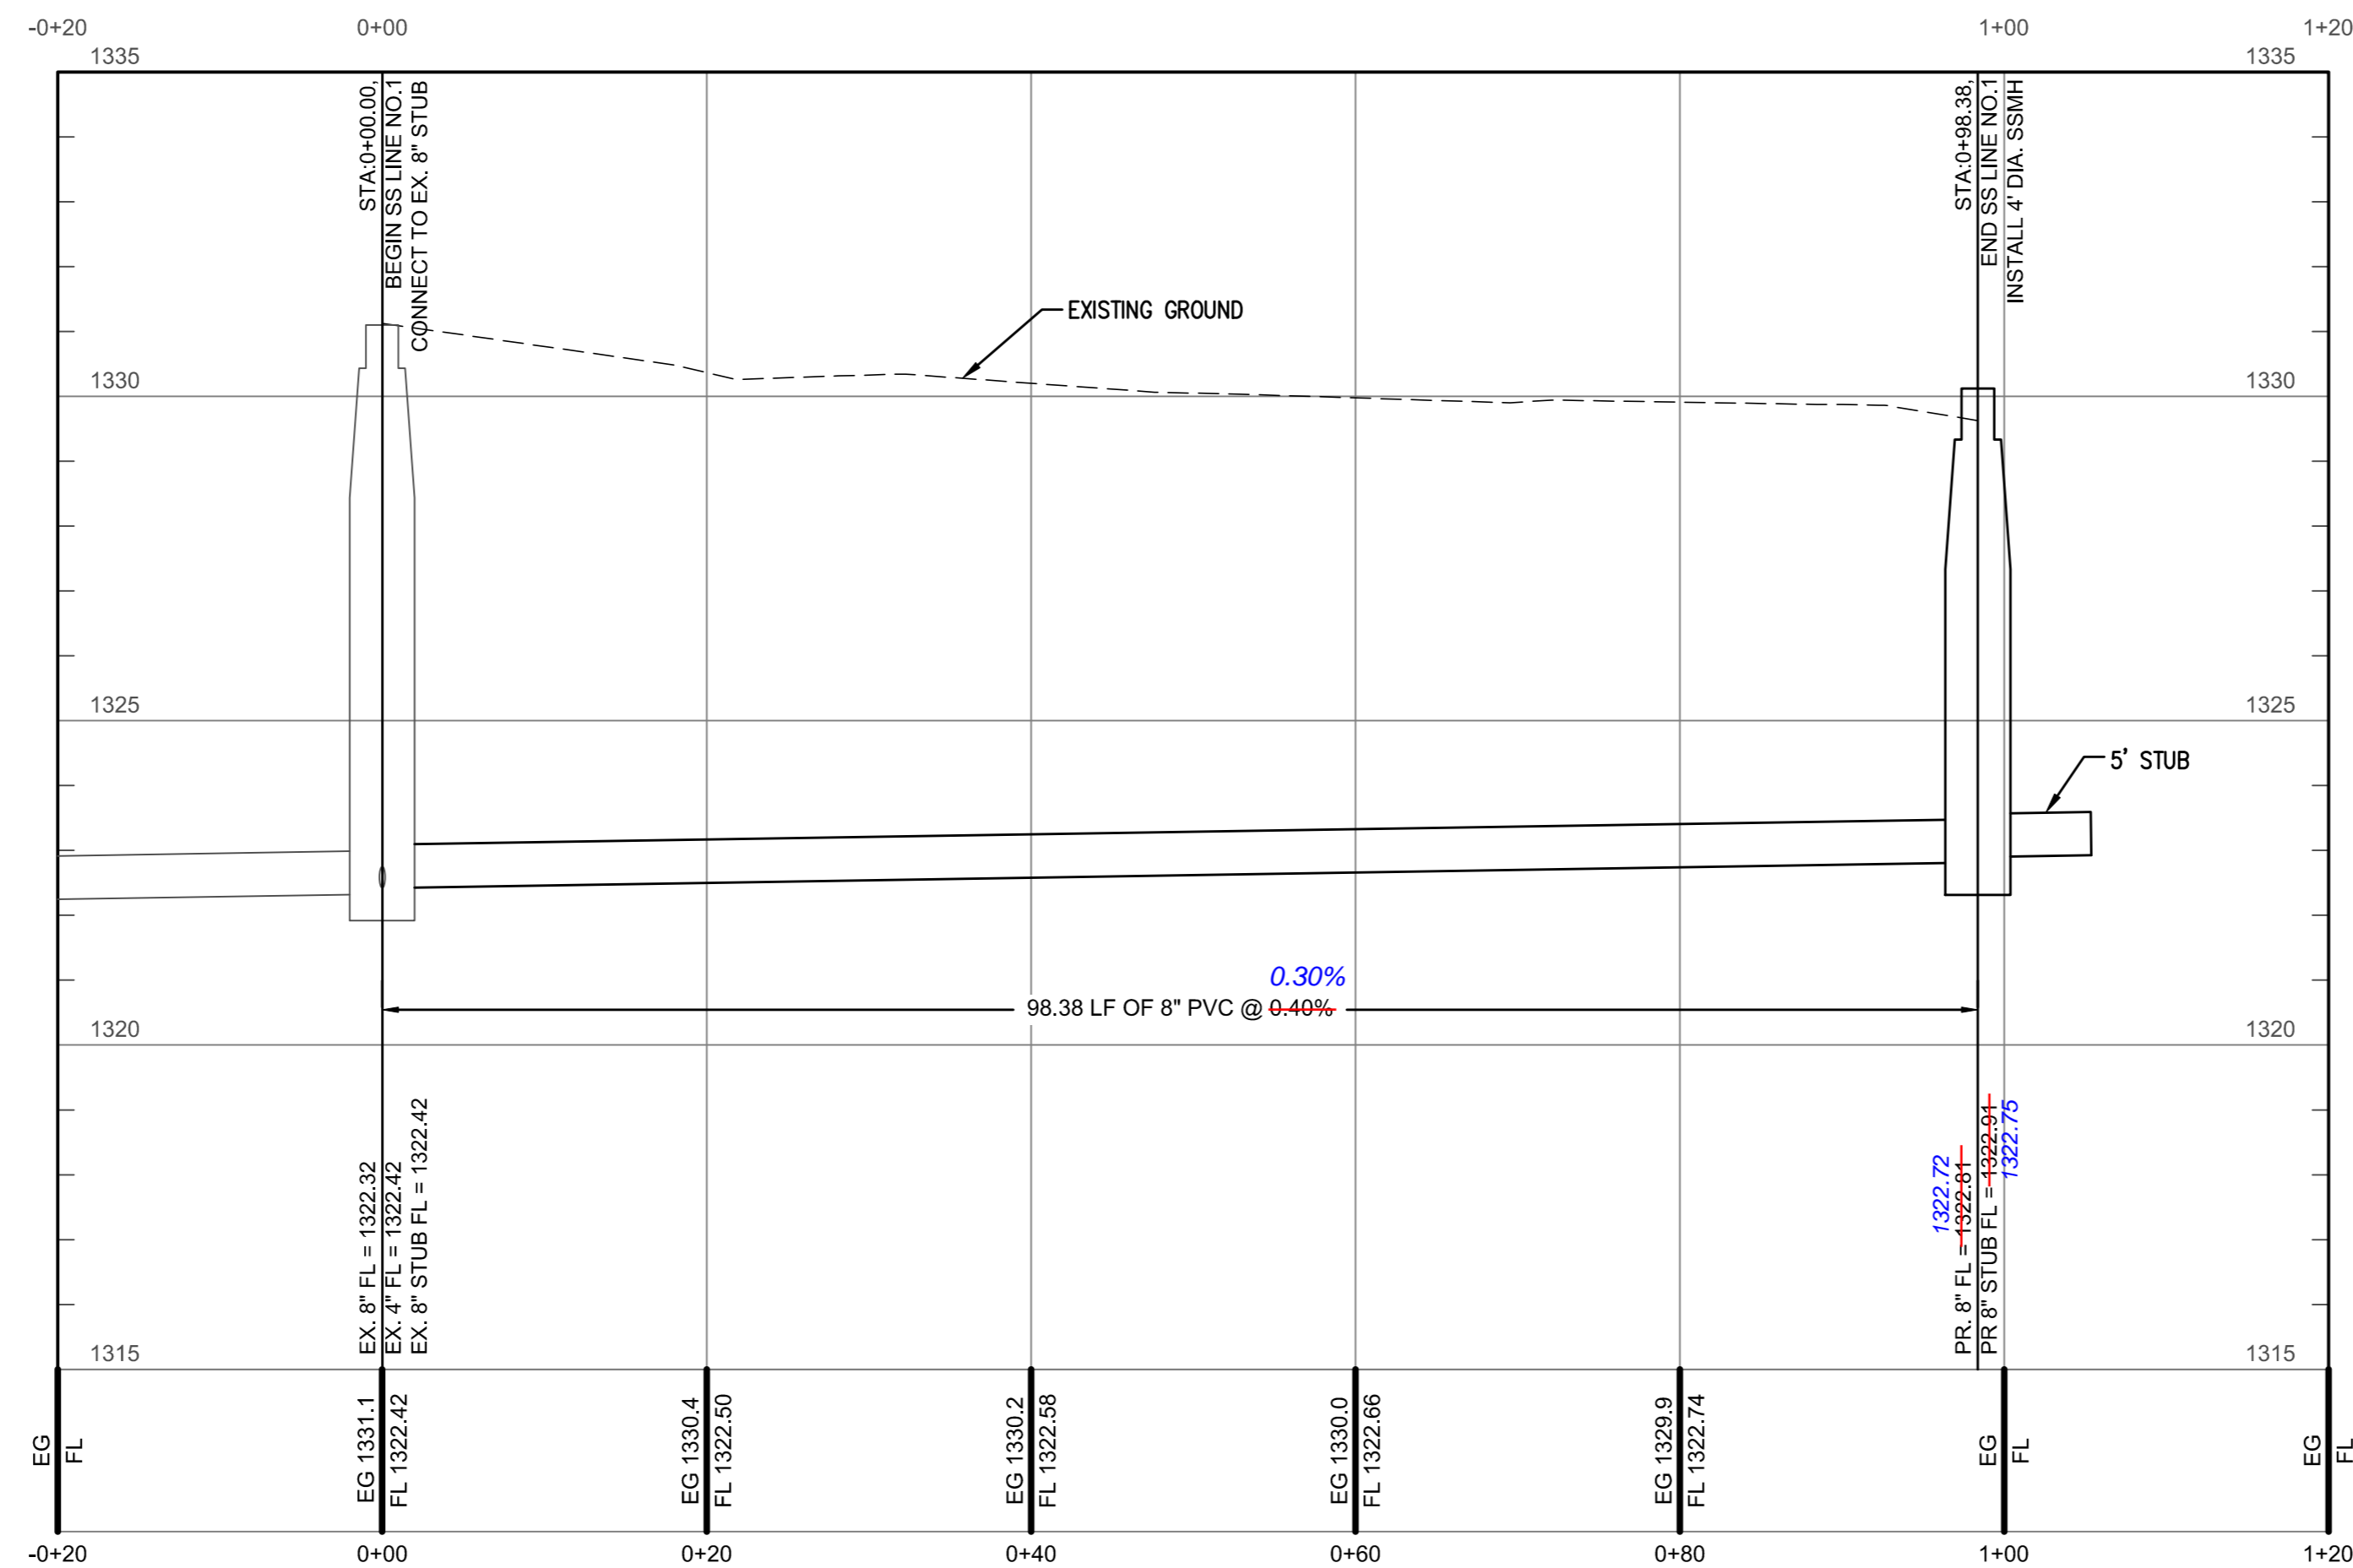 -0+20
0+00
1+00
1+20
1335
1335
STA:0+00.00,
BEGIN SS LINE NO.1
CONNECT TO EX. 8" STUB
STA:0+98.38,
END SS LINE NO.1
INSTALL 4' DIA. SSMH
EXISTING GROUND
1330
1330
1325
1325
5' STUB
0.30%
98.38 LF OF 8" PVC @ 0.40%
1320
1320
EX. 8" FL = 1322.32
EX. 4" FL = 1322.42
EX. 8" STUB FL = 1322.42
1322.72
PR. 8" FL = 1322.81
PR 8" STUB FL = 1322.91
1322.75
1315
1315
EG
FL
EG 1331.1
FL 1322.42
EG 1330.4
FL 1322.50
EG 1330.2
FL 1322.58
EG 1330.0
FL 1322.66
EG 1329.9
FL 1322.74
EG
FL
EG
FL
-0+20
0+00
0+20
0+40
0+60
0+80
1+00
1+20